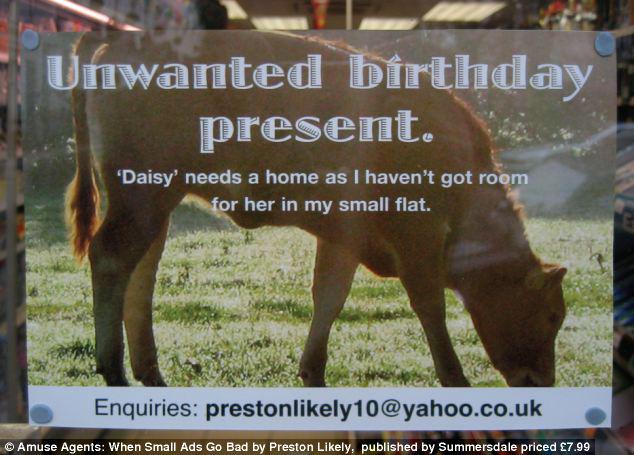 Unwanted birthday
present.
‘Daisy’ needs a home as I haven’t got room
for her in my small flat.
Enquiries: prestonlikely10@yahoo.co.uk
© Amuse Agents: When Small Ads Go Bad by Preston Likely, published by Summersdale priced £7.99